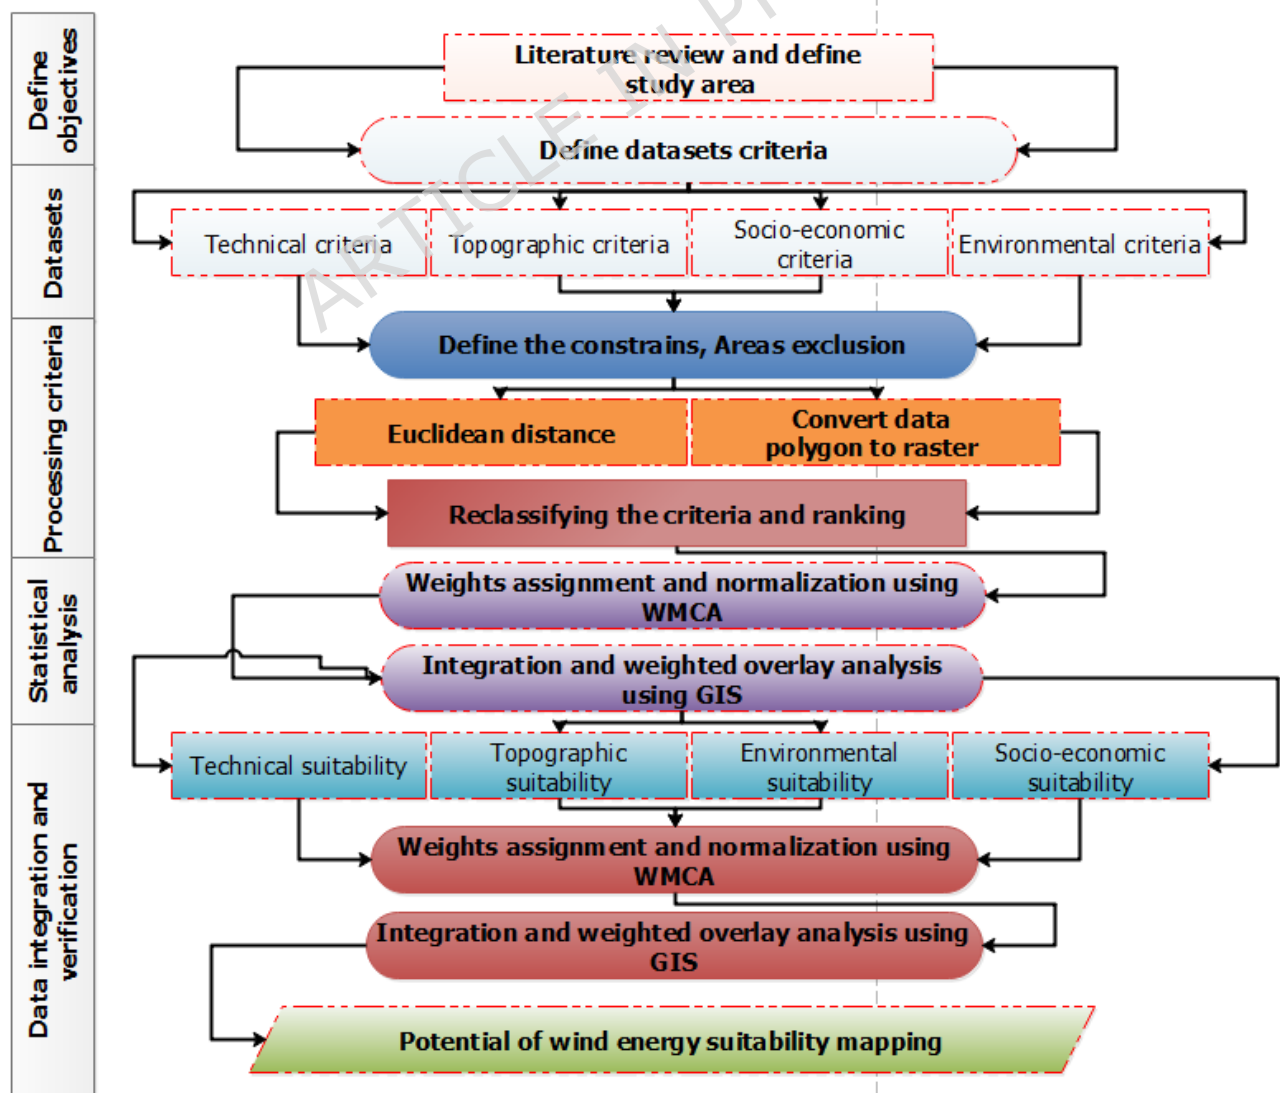 Define
objectives
Literature review and define
study area
Define datasets criteria
Datasets
Technical criteria
Topographic criteria
Socio-economic
criteria
Environmental criteria
Processing criteria
Define the constrains, Areas exclusion
Euclidean distance
Convert data
polygon to raster
Reclassifying the criteria and ranking
Statistical
analysis
Weights assignment and normalization using
WMCA
Integration and weighted overlay analysis
using GIS
Data integration and
verification
Technical suitability
Topographic
suitability
Environmental
suitability
Socio-economic
suitability
Weights assignment and normalization using
WMCA
Integration and weighted overlay analysis using
GIS
Potential of wind energy suitability mapping
ARTICLE IN